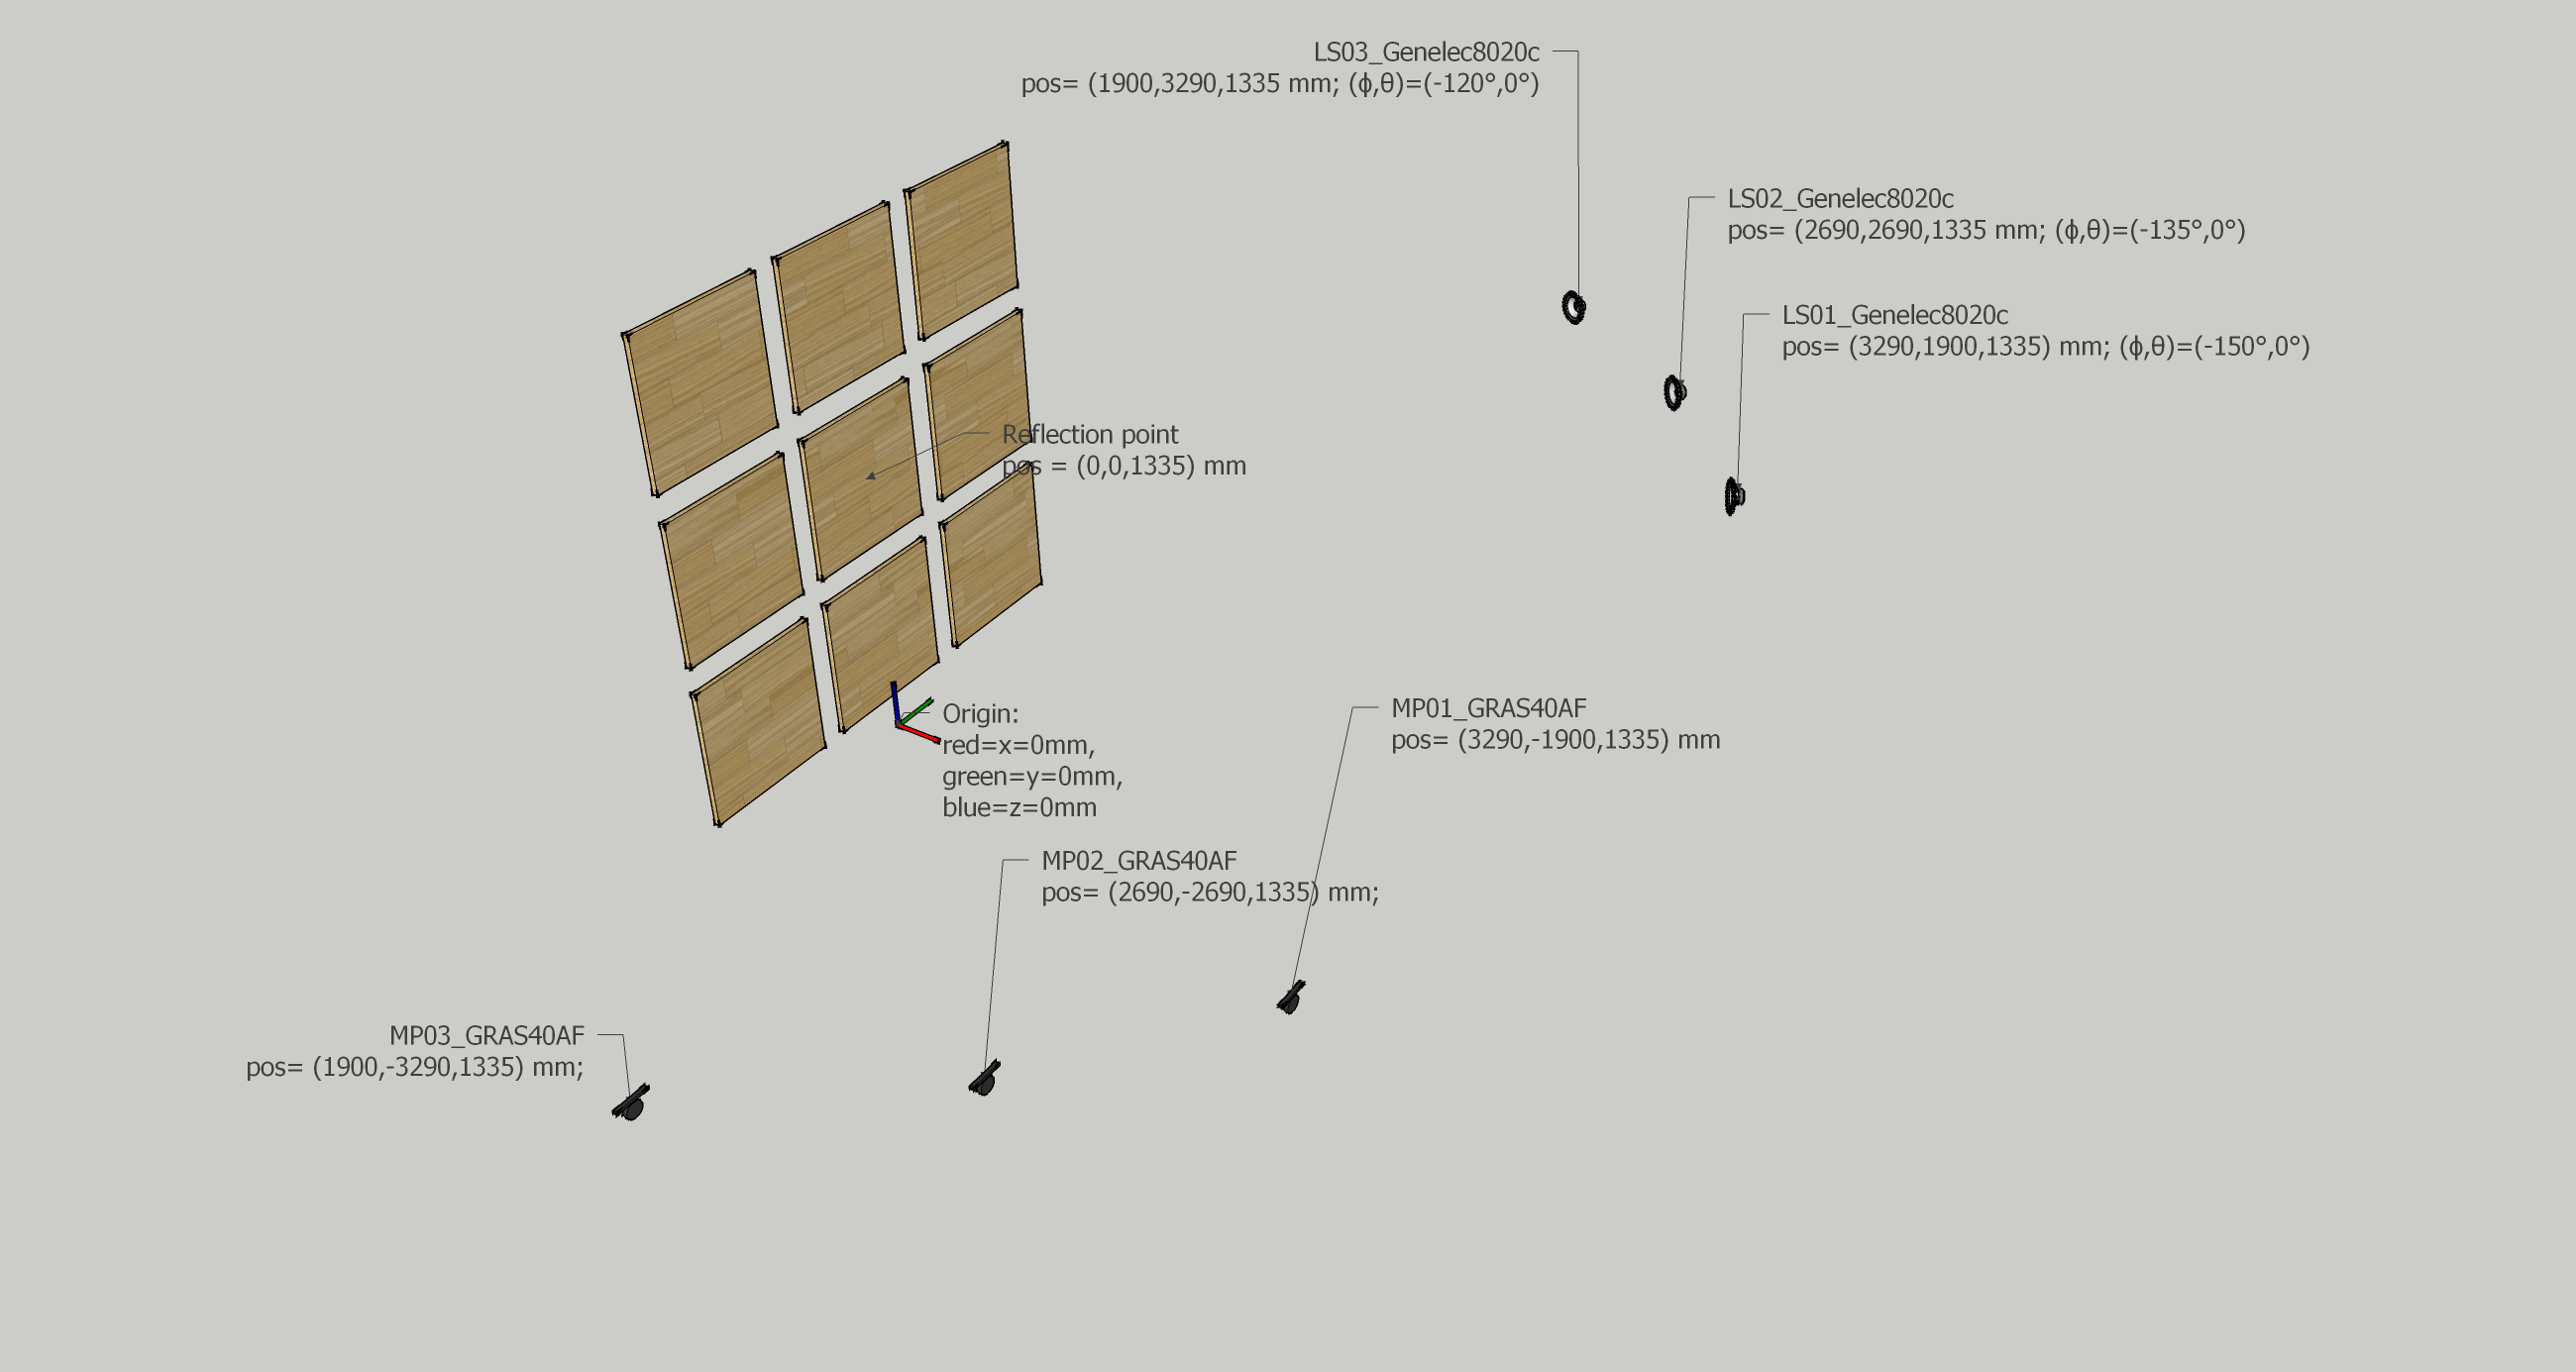 LS03_Genelec8020c
pos= (1900,3290,1335 mm; (ϕ,θ)=(-120°,0°)
LS02_Genelec8020c
pos= (2690,2690,1335 mm; (ϕ,θ)=(-135°,0°)
LS01_Genelec8020c
pos= (3290,1900,1335) mm; (ϕ,θ)=(-150°,0°)
Reflection point
pos = (0,0,1335) mm
Origin:
red=x=0mm,
green=y=0mm,
blue=z=0mm
MP01_GRAS40AF
pos= (3290,-1900,1335) mm
MP02_GRAS40AF
pos= (2690,-2690,1335) mm;
MP03_GRAS40AF
pos= (1900,-3290,1335) mm;